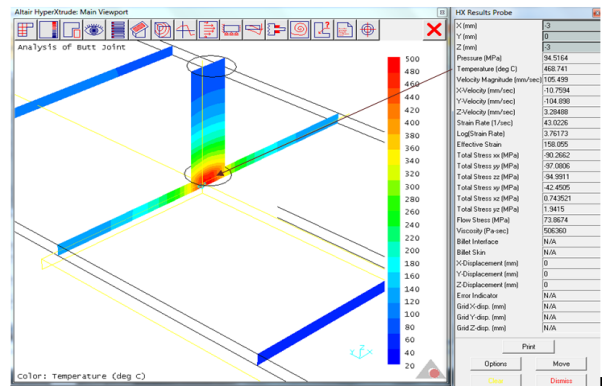 Altair HyperXtrude: Main Viewport
Analysis of Butt Joint
500
480
460
440
420
400
380
360
340
320
300
280
260
240
220
200
180
160
140
120
100
80
60
40
20
Z
Y
X
Color: Temperature (deg C)
HX Results Probe
X (mm) -3
Y (mm) 0
Z (mm) -3
Pressure (MPa) 94.5164
Temperature (deg C) 468.741
Velocity Magnitude (mm/sec) 105.499
X-Velocity (mm/sec) -10.7594
Y-Velocity (mm/sec) -104.898
Z-Velocity (mm/sec) 3.28488
Strain Rate (1/sec) 43.0226
Log(Strain Rate) 3.76173
Effective Strain 158.055
Total Stress xx (MPa) -90.2662
Total Stress yy (MPa) -97.0806
Total Stress zz (MPa) -94.9911
Total Stress xy (MPa) -42.4505
Total Stress xz (MPa) 0.743521
Total Stress yz (MPa) 1.9415
Flow Stress (MPa) 73.8674
Viscosity (Pa-sec) 506360
Billet Interface N/A
Billet Skin N/A
X-Displacement (mm) 0
Y-Displacement (mm) 0
Z-Displacement (mm) 0
Error Indicator N/A
Grid X-disp. (mm) N/A
Grid Y-disp. (mm) N/A
Grid Z-disp. (mm) N/A
Print
Options Move
Dismiss